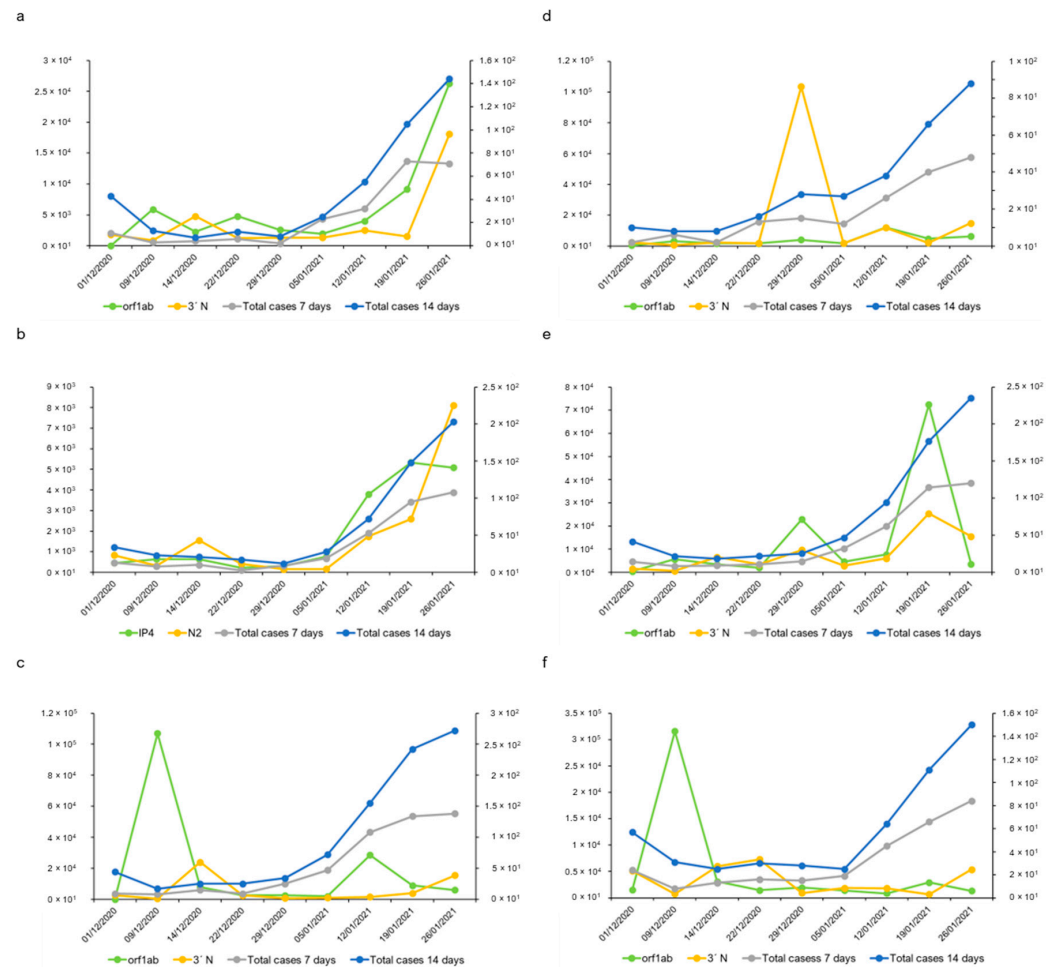 a
3 × 10⁴
2.5 × 10⁴
2 × 10⁴
1.5 × 10⁴
1 × 10⁴
5 × 10³
0 × 10¹
1.6 × 10²
1.4 × 10²
1.2 × 10²
1 × 10²
8 × 10¹
6 × 10¹
4 × 10¹
2 × 10¹
0 × 10¹
01/12/2020
09/12/2020
14/12/2020
22/12/2020
29/12/2020
05/01/2021
12/01/2021
19/01/2021
26/01/2021
orf1ab 3´ N Total cases 7 days Total cases 14 days
d
1.2 × 10⁵
1 × 10⁵
8 × 10⁴
6 × 10⁴
4 × 10⁴
2 × 10⁴
0 × 10¹
1 × 10²
8 × 10¹
6 × 10¹
4 × 10¹
2 × 10¹
0 × 10¹
01/12/2020
09/12/2020
14/12/2020
22/12/2020
29/12/2020
05/01/2021
12/01/2021
19/01/2021
26/01/2021
orf1ab 3´ N Total cases 7 days Total cases 14 days
b
9 × 10³
8 × 10³
7 × 10³
6 × 10³
5 × 10³
4 × 10³
3 × 10³
2 × 10³
1 × 10³
0 × 10¹
2.5 × 10²
2 × 10²
1.5 × 10²
1 × 10²
5 × 10¹
0 × 10¹
01/12/2020
09/12/2020
14/12/2020
22/12/2020
29/12/2020
05/01/2021
12/01/2021
19/01/2021
26/01/2021
IP4 N2 Total cases 7 days Total cases 14 days
e
8 × 10⁴
7 × 10⁴
6 × 10⁴
5 × 10⁴
4 × 10⁴
3 × 10⁴
2 × 10⁴
1 × 10⁴
0 × 10⁴
2.5 × 10²
2 × 10²
1.5 × 10²
1 × 10²
5 × 10¹
0 × 10¹
01/12/2020
09/12/2020
14/12/2020
22/12/2020
29/12/2020
05/01/2021
12/01/2021
19/01/2021
26/01/2021
orf1ab 3´ N Total cases 7 days Total cases 14 days
c
1.2 × 10⁵
1 × 10⁵
8 × 10⁴
6 × 10⁴
4 × 10⁴
2 × 10⁴
0 × 10¹
3 × 10²
2.5 × 10²
2 × 10²
1.5 × 10²
1 × 10²
5 × 10¹
0 × 10¹
01/12/2020
09/12/2020
14/12/2020
22/12/2020
29/12/2020
05/01/2021
12/01/2021
19/01/2021
26/01/2021
orf1ab 3´ N Total cases 7 days Total cases 14 days
f
3.5 × 10⁵
3 × 10⁵
2.5 × 10⁵
2 × 10⁵
1.5 × 10⁵
1 × 10⁵
0 × 10¹
1.6 × 10²
1.4 × 10²
1.2 × 10²
1 × 10²
8 × 10¹
6 × 10¹
4 × 10¹
2 × 10¹
0 × 10¹
01/12/2020
09/12/2020
14/12/2020
22/12/2020
29/12/2020
05/01/2021
12/01/2021
19/01/2021
26/01/2021
orf1ab 3´ N Total casess 7 days Total cases 14 days